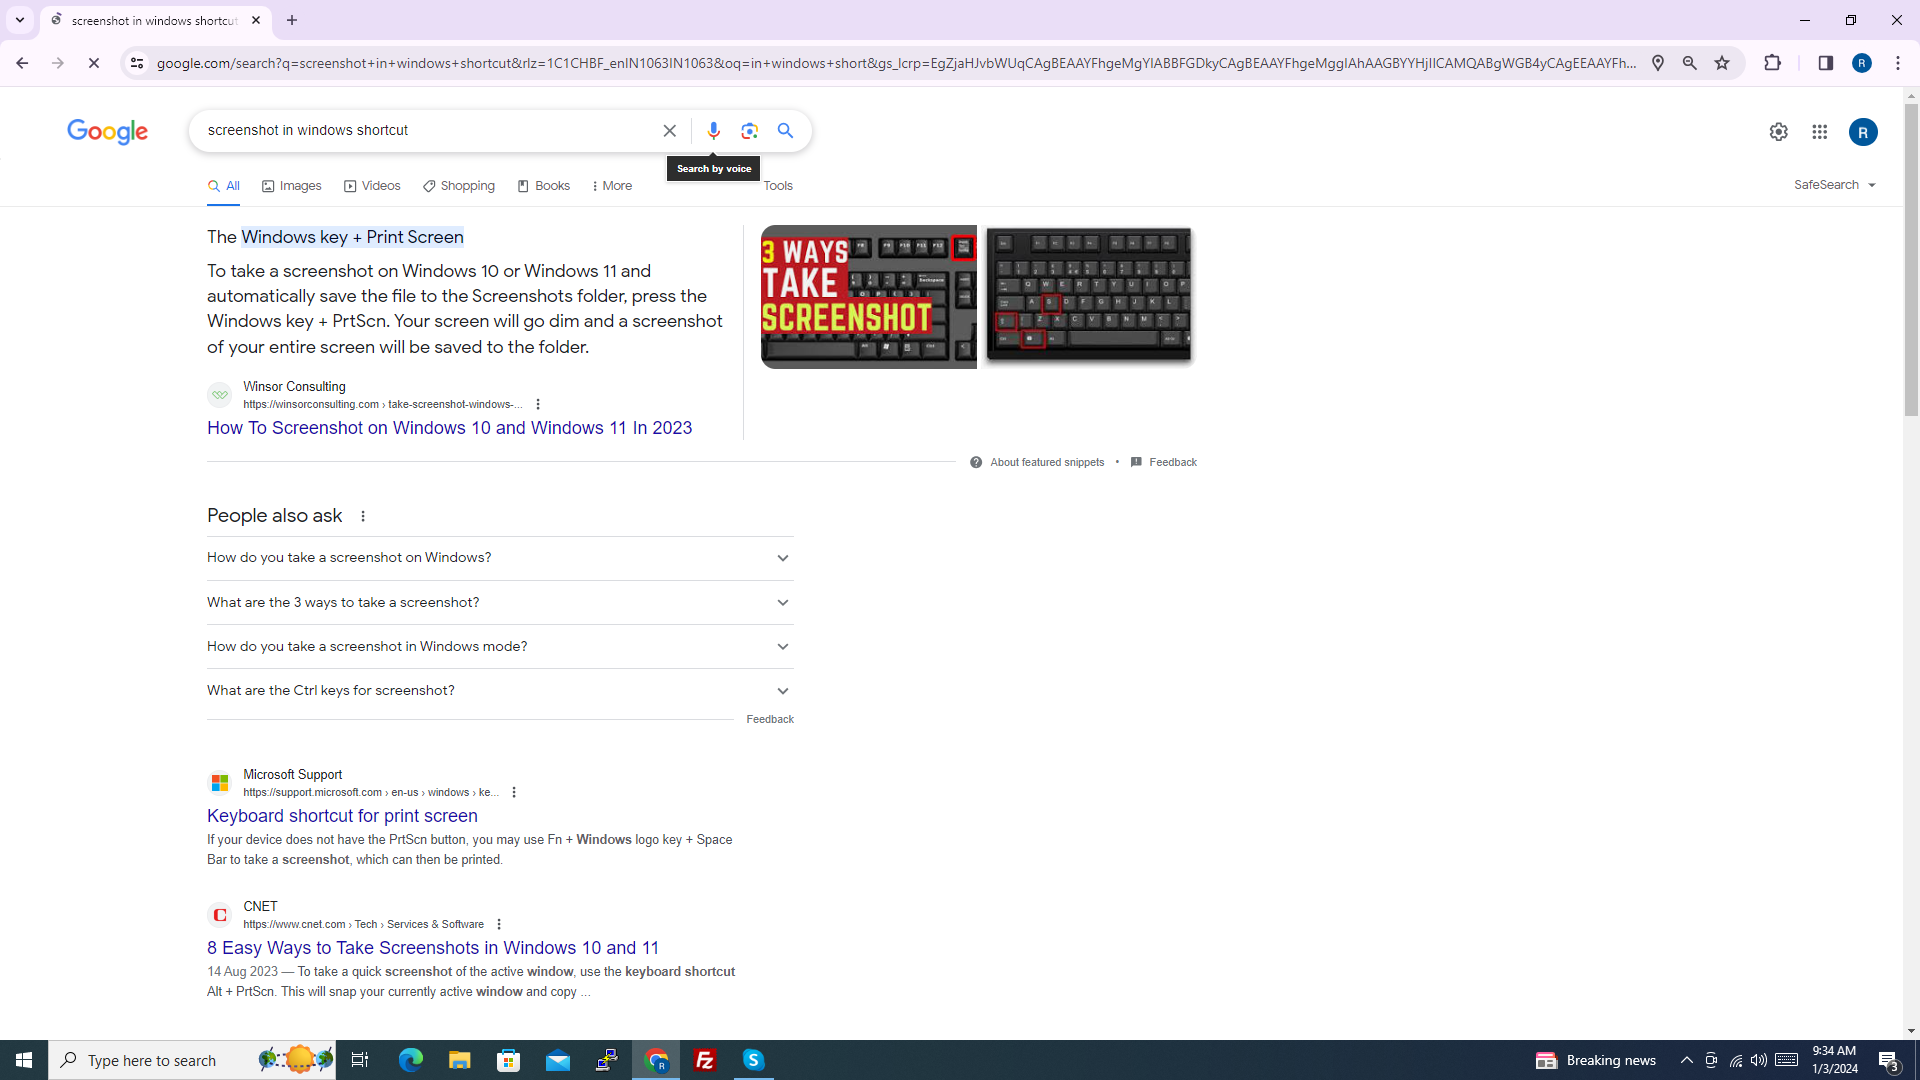 screenshot in windows shortcut
google.com/search?q=screenshot+in+windows+shortcut&rlz=1C1CHBF_enIN1063IN1063&oq=in+windows+short&gs_lcrp=EgZjaHJvbWUqCAgBEAAYFhgeMgYIABBFGDkyCAgBEAAYFhgeMggIAhAAGBYYHjIICAMQABgWGB4yCAgEEAAYFh...
R
Google
screenshot in windows shortcut
R
Search by voice
All
Images
Videos
Shopping
Books
More
Tools
SafeSearch
The Windows key + Print Screen
To take a screenshot on Windows 10 or Windows 11 and
automatically save the file to the Screenshots folder, press the
Windows key + PrtScn. Your screen will go dim and a screenshot
of your entire screen will be saved to the folder.
3 WAYS
TAKE
SCREENSHOT
Winsor Consulting
https://winsorconsulting.com › take-screenshot-windows-...
How To Screenshot on Windows 10 and Windows 11 In 2023
About featured snippets • Feedback
People also ask
How do you take a screenshot on Windows?
What are the 3 ways to take a screenshot?
How do you take a screenshot in Windows mode?
What are the Ctrl keys for screenshot?
Feedback
Microsoft Support
https://support.microsoft.com › en-us › windows › ke...
Keyboard shortcut for print screen
If your device does not have the PrtScn button, you may use Fn + Windows logo key + Space
Bar to take a screenshot, which can then be printed.
CNET
https://www.cnet.com › Tech › Services & Software
8 Easy Ways to Take Screenshots in Windows 10 and 11
14 Aug 2023 — To take a quick screenshot of the active window, use the keyboard shortcut
Alt + PrtScn. This will snap your currently active window and copy ...
Type here to search
Breaking news
9:34 AM
1/3/2024
3